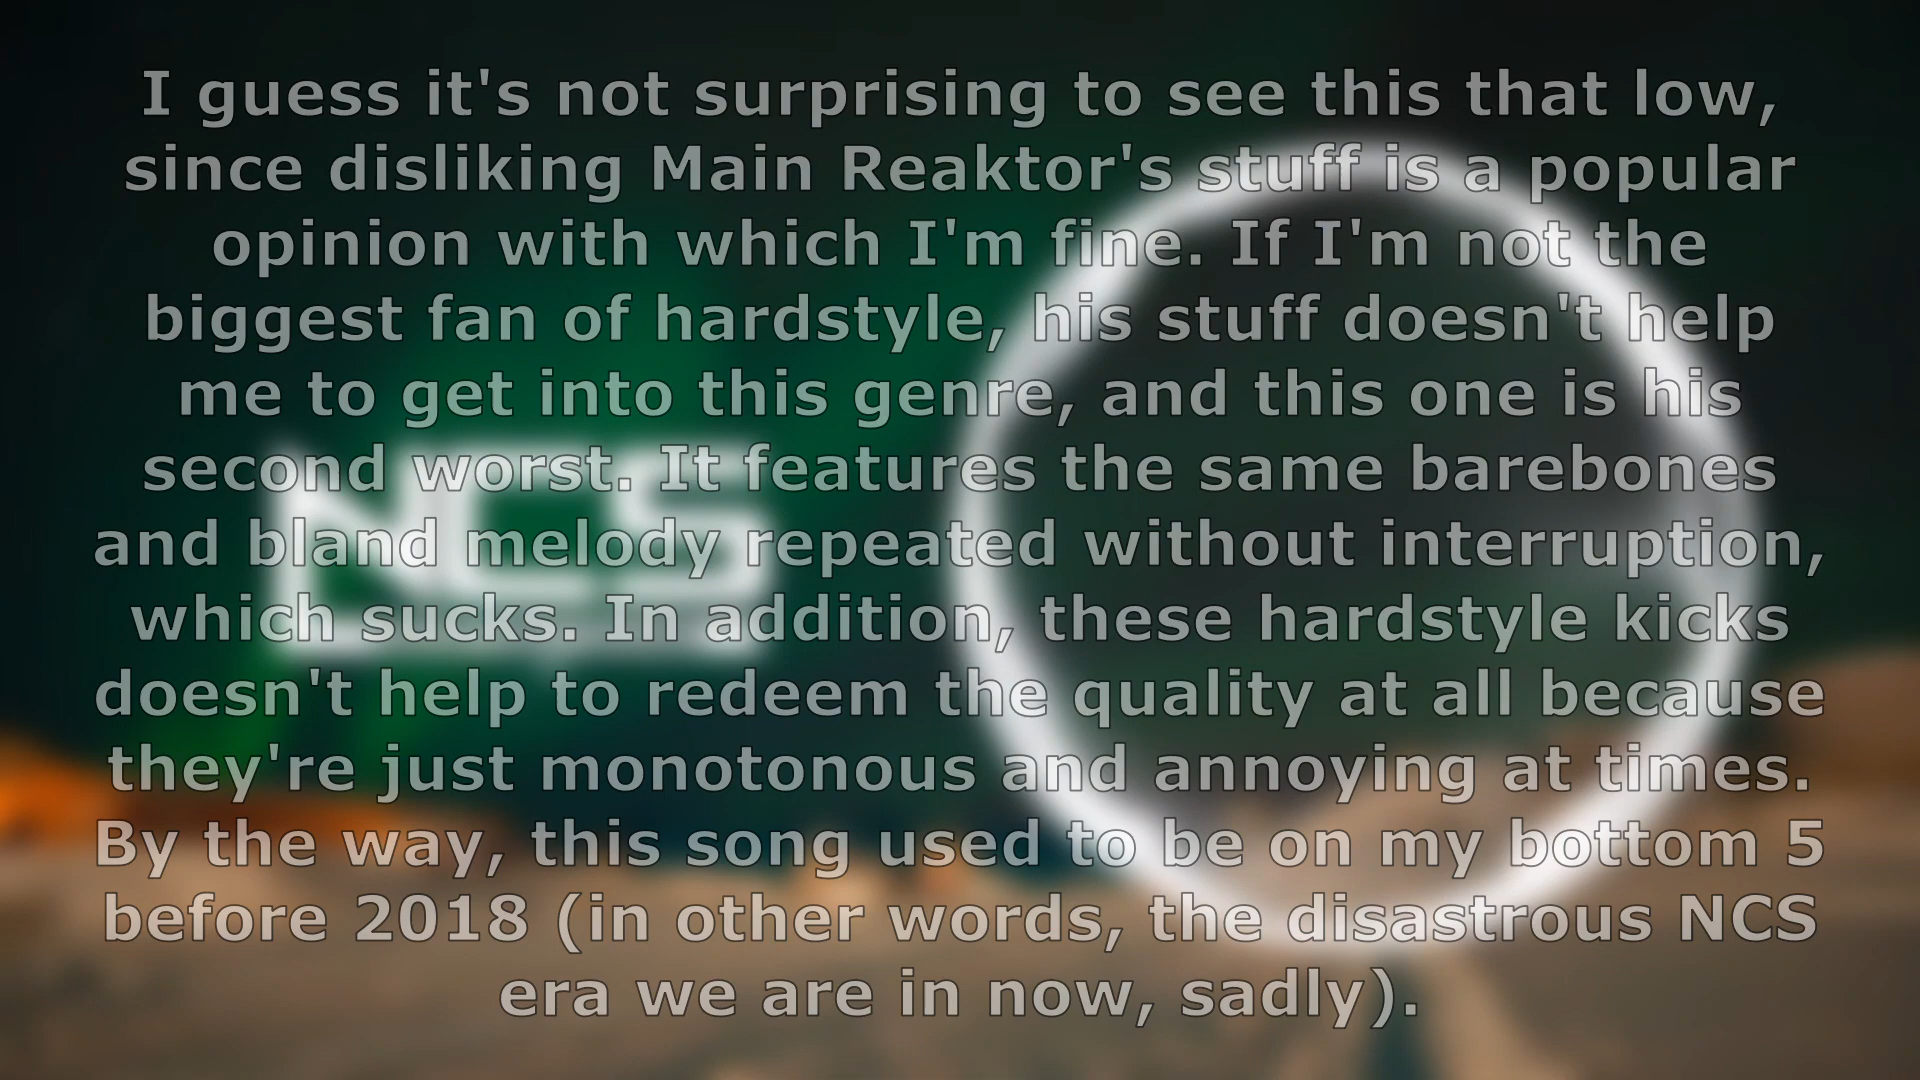 I guess it's not surprising to see this that low,
since disliking Main Reaktor's stuff is a popular
opinion with which I'm fine. If I'm not the
biggest fan of hardstyle, his stuff doesn't help
me to get into this genre, and this one is his
second worst. It features the same barebones
and bland melody repeated without interruption,
which sucks. In addition, these hardstyle kicks
doesn't help to redeem the quality at all because
they're just monotonous and annoying at times.
By the way, this song used to be on my bottom 5
before 2018 (in other words, the disastrous NCS
era we are in now, sadly).
NCS